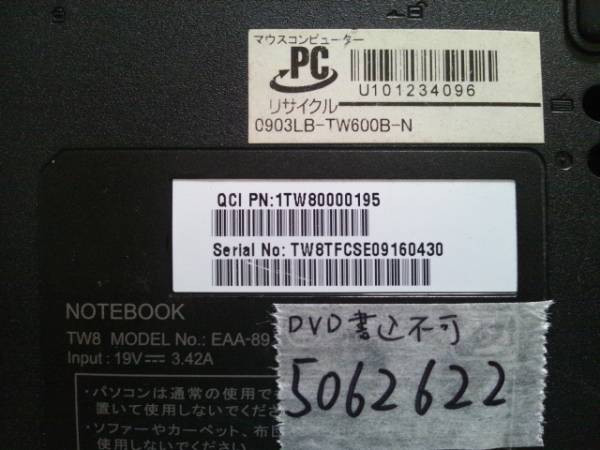 マウスコンピューター
PC
U101234096
リサイクル
0903LB-TW600B-N
QCI PN:1TW80000195
Serial No: TW8TFCSE09160430
NOTEBOOK
TW8 MODEL No.: EAA-89
Input : 19V⎓ 3.42A
DVD書込不可
5062622
・パソコンは通常の使用で
置いて使用しないでくださ
・ソファーやカーペット、布団
使用しないでください。